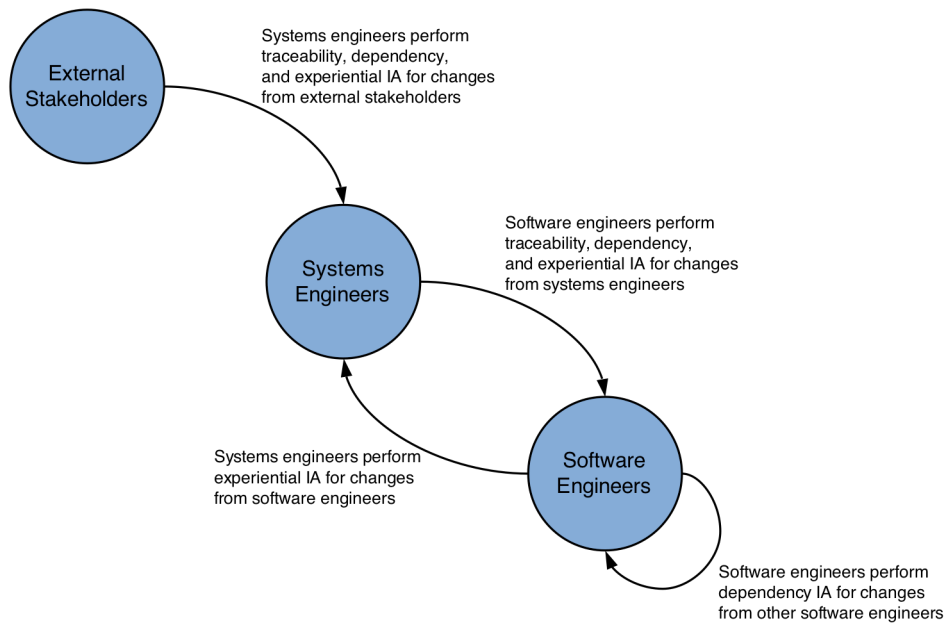 External
Stakeholders
Systems engineers perform
traceability, dependency,
and experiential IA for changes
from external stakeholders
Systems
Engineers
Software engineers perform
traceability, dependency,
and experiential IA for changes
from systems engineers
Systems engineers perform
experiential IA for changes
from software engineers
Software
Engineers
Software engineers perform
dependency IA for changes
from other software engineers